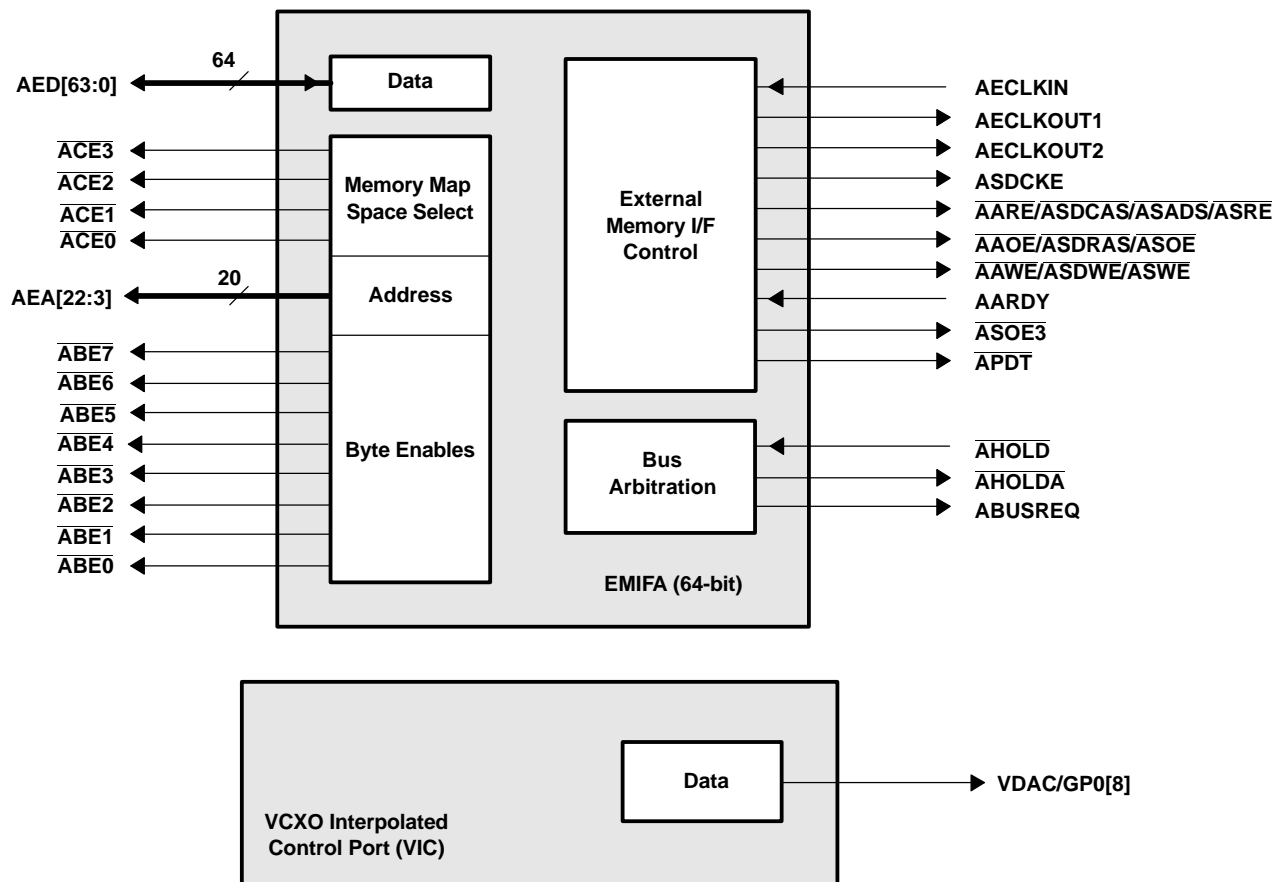 64
AED[63:0]
Data
ACE3
ACE2
ACE1
ACE0
Memory Map
Space Select
20
AEA[22:3]
Address
ABE7
ABE6
ABE5
ABE4
ABE3
ABE2
ABE1
ABE0
Byte Enables
External
Memory I/F
Control
AECLKIN
AECLKOUT1
AECLKOUT2
ASDCKE
AARE/ASDCAS/ASADS/ASRE
AAOE/ASDRAS/ASOE
AAWE/ASDWE/ASWE
AARDY
ASOE3
APDT
Bus
Arbitration
AHOLD
AHOLDA
ABUSREQ
EMIFA (64-bit)
Data
VDAC/GP0[8]
VCXO Interpolated
Control Port (VIC)